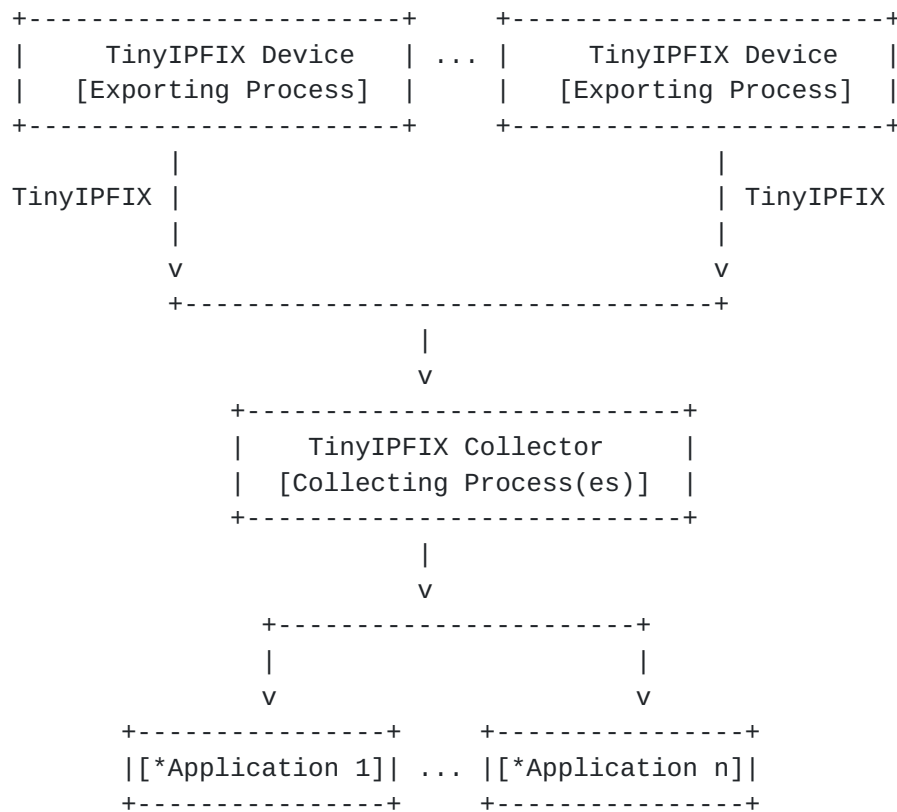 TinyIPFIX Device ... TinyIPFIX Device
[Exporting Process] [Exporting Process]
TinyIPFIX TinyIPFIX
v v
v
TinyIPFIX Collector
[Collecting Process(es)]
v
v v
[*Application 1] ... [*Application n]